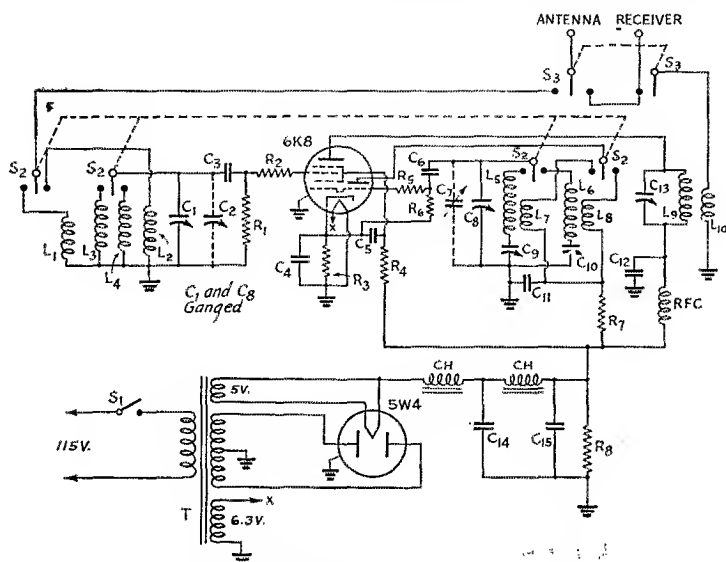 ANTENNA RECEIVER
S3
S3
6K8
S2
S2
C3
R2
C6
R5
C7
R6
L5
S2
L6
S2
C13
L9
L10
L1
L3
L4
L2
C1
C2
R1
C4
X
C5
R3
R4
C8
L7
C9
L8
C10
C11
R7
C12
RFC
C1 and C8
Ganged
S1
115V.
T
5V.
5W4
CH
CH
C14
C15
R8
X
6.3V.